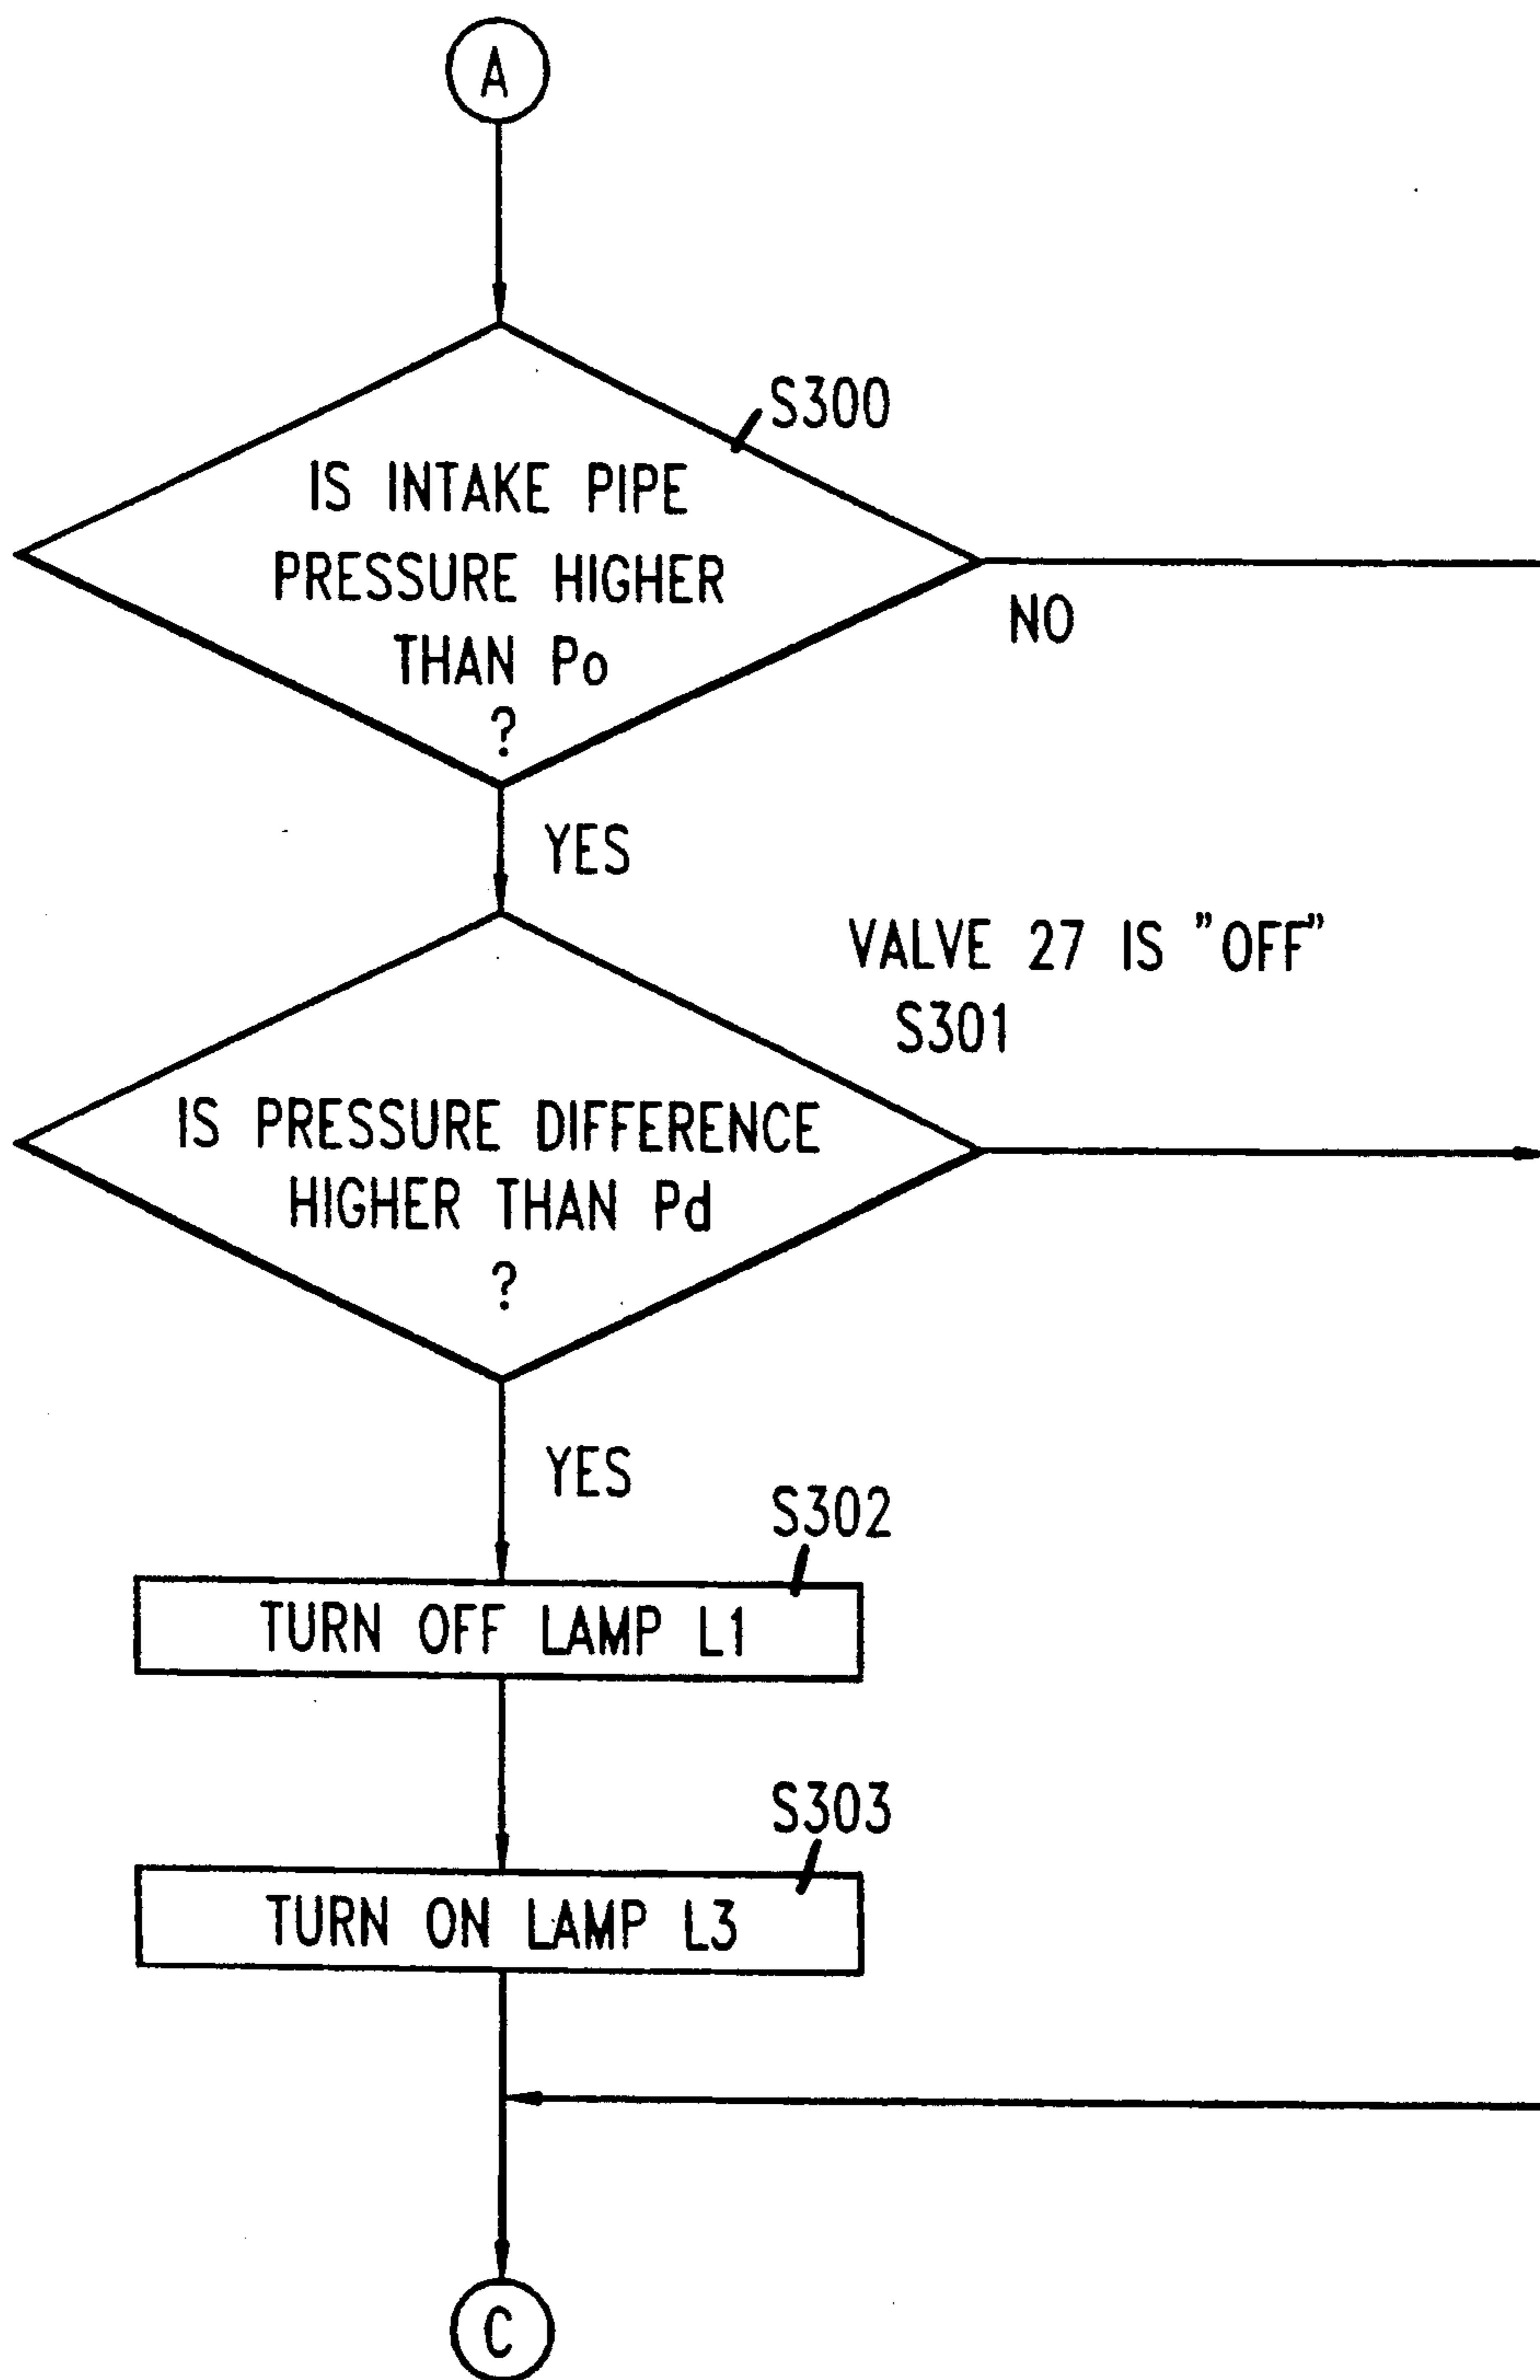 A
S300
IS INTAKE PIPE
PRESSURE HIGHER
THAN Po
?
NO
YES
VALVE 27 IS "OFF"
S301
IS PRESSURE DIFFERENCE
HIGHER THAN Pd
?
YES
S302
TURN OFF LAMP L1
S303
TURN ON LAMP L3
C